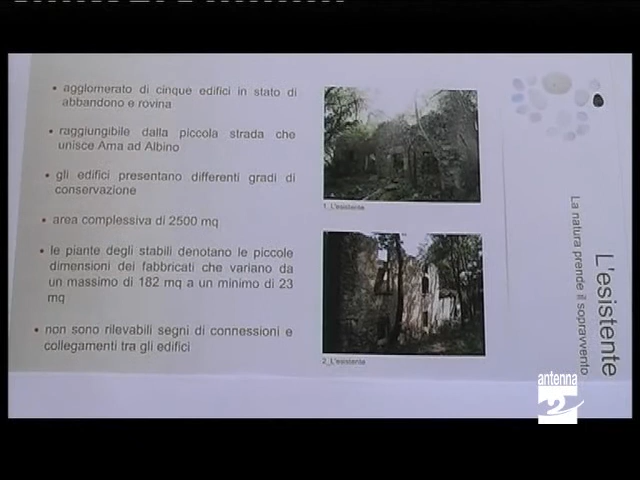 • agglomerato di cinque edifici in stato di
abbandono e rovina
• raggiungibile dalla piccola strada che
unisce Ama ad Albino
• gli edifici presentano differenti gradi di
conservazione
• area complessiva di 2500 mq
• le piante degli stabili denotano le piccole
dimensioni dei fabbricati che variano da
un massimo di 182 mq a un minimo di 23
mq
• non sono rilevabili segni di connessioni e
collegamenti tra gli edifici
1_L'esistente
2_L'esistente
L'esistente
La natura prende il sopravvento
antenna
2